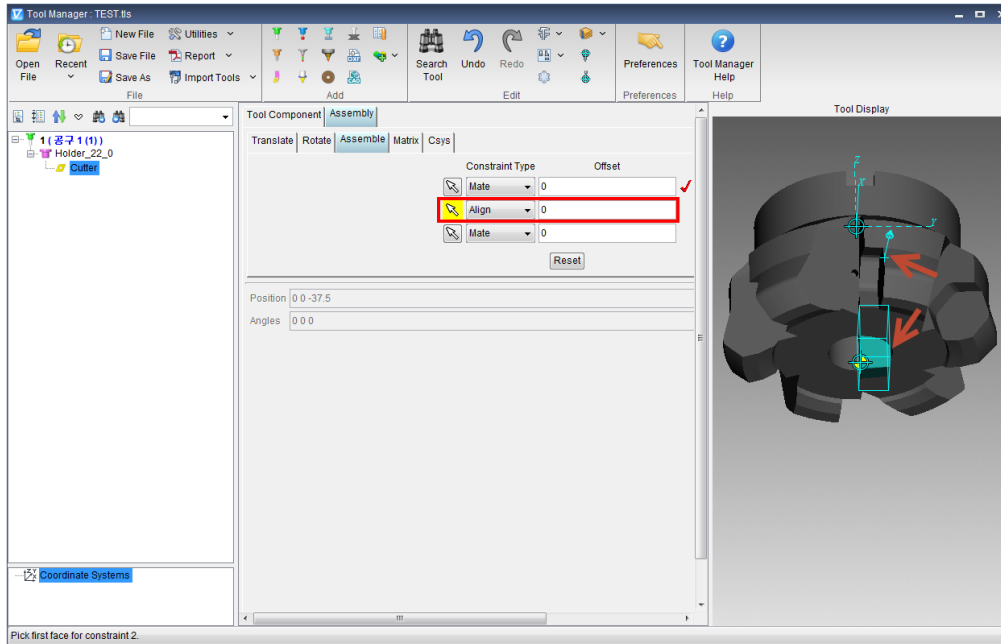 Tool Manager : TEST.tls
Open File
Recent
New File
Save File
Save As
Utilities
Report
Import Tools
File
Add
Search Tool
Undo
Redo
Edit
Preferences
Preferences
Tool Manager Help
Help
1 ( 공구 1 (1) )
Holder_22_0
Cutter
Coordinate Systems
Tool Component
Assembly
Translate
Rotate
Assemble
Matrix
Csys
Constraint Type
Offset
Mate
0
Align
0
Mate
0
Reset
Position
0 0 -37.5
Angles
0 0 0
Tool Display
Z
X
Y
Pick first face for constraint 2.